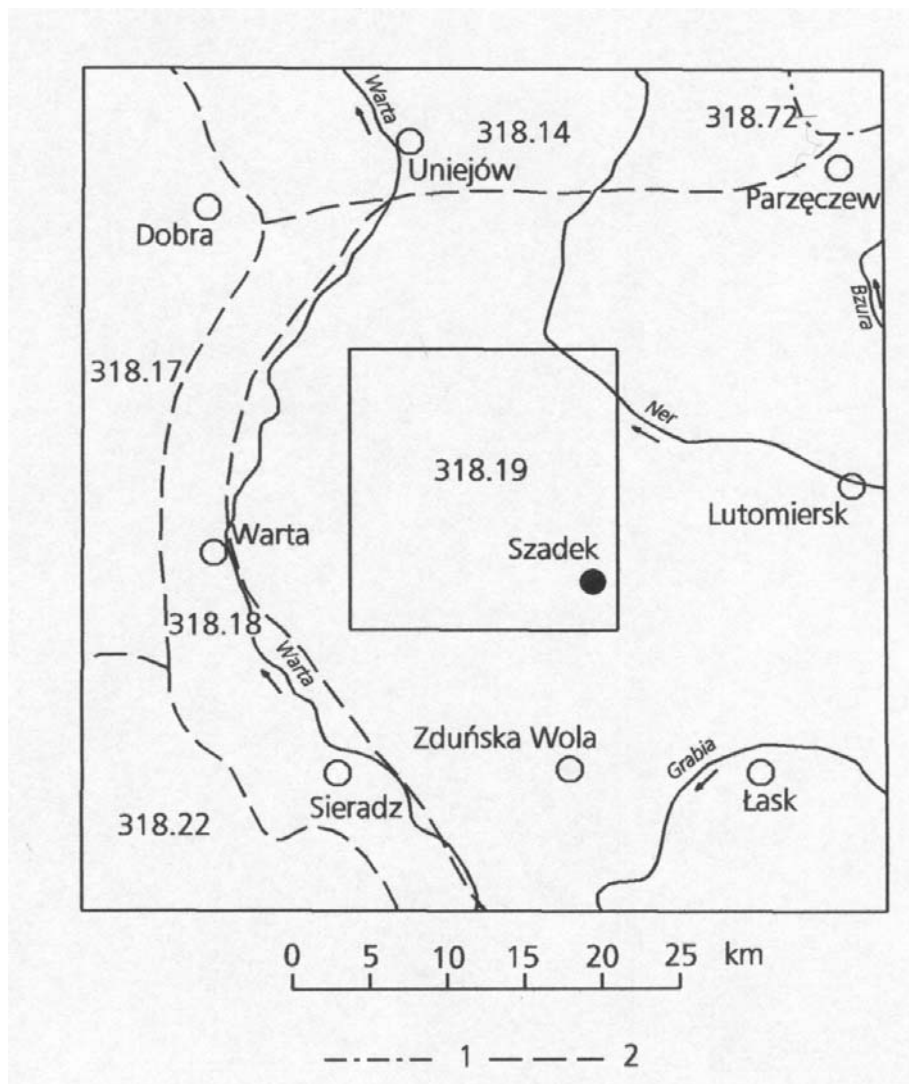 Warta
318.14
318.72
Uniejów
Parzęczew
Dobra
Bzura
318.17
Ner
318.19
Lutomiersk
Warta
Szadek
318.18
Warta
Zduńska Wola
Grabia
Sieradz
Łask
318.22
0 5 10 15 20 25 km
1 2